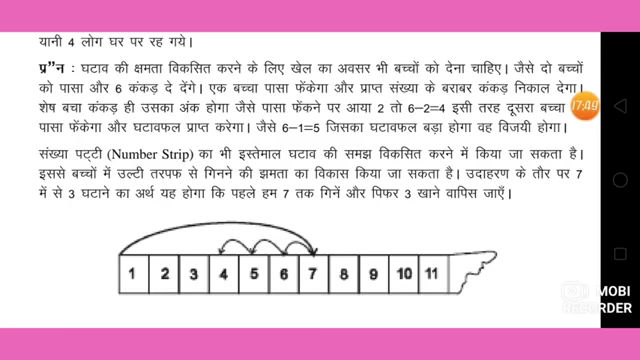 यानी 4 लोग घर पर रह गये।
प्र”न : घटाव की क्षमता विकसित करने के लिए खेल का अवसर भी बच्चों को देना चाहिए। जैसे दो बच्चों
को पासा और 6 कंकड़ दे देंगे। एक बच्चा पासा फेंकेगा और प्राप्त संख्या के बराबर कंकड़ निकाल देगा।
शेष बचा कंकड़ ही उसका अंक होगा जैसे पासा फेंकने पर आया 2 तो 6–2=4 इसी तरह दूसरा बच्चा
पासा फेंकेगा और घटावफल प्राप्त करेगा। जैसे 6–1=5 जिसका घटावफल बड़ा होगा वह विजयी होगा।
17:49
संख्या पट्टी (Number Strip) का भी इस्तेमाल घटाव की समझ विकसित करने में किया जा सकता है।
इससे बच्चों में उल्टी तरपफ से गिनने की झमता का विकास किया जा सकता है। उदाहरण के तौर पर 7
में से 3 घटाने का अर्थ यह होगा कि पहले हम 7 तक गिनें और पिफर 3 खाने वापिस जाएँ।
1 2 3 4 5 6 7 8 9 10 11
MOBI
RECORDER